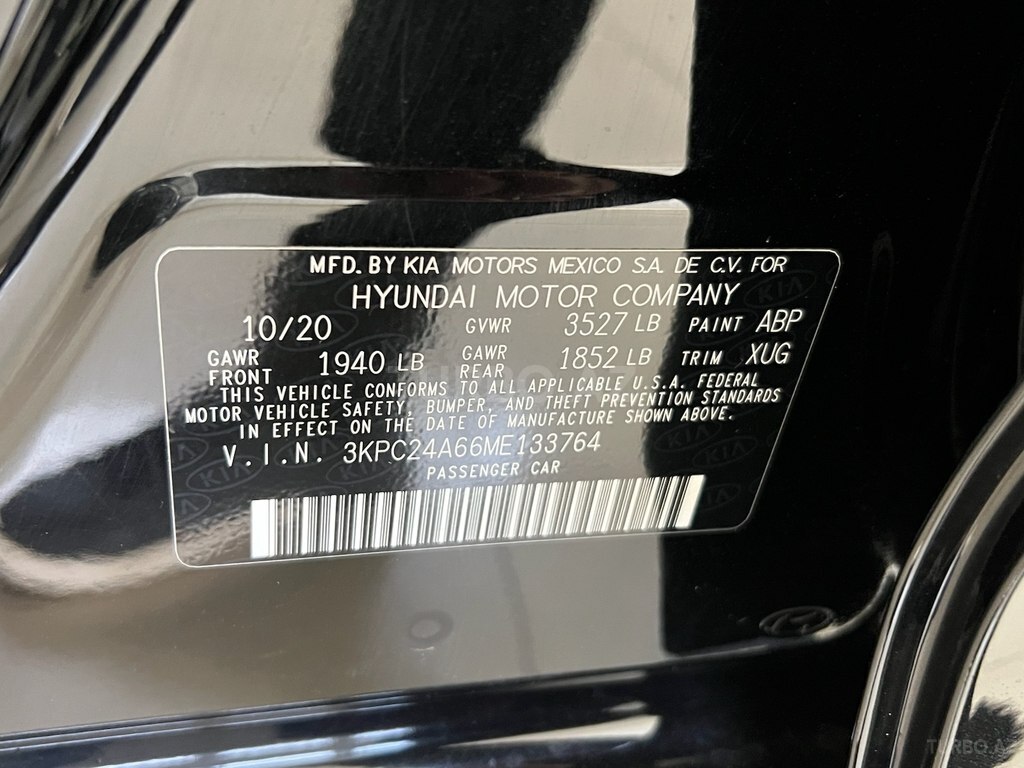 MFD. BY KIA MOTORS MEXICO S.A. DE C.V. FOR
HYUNDAI MOTOR COMPANY
10/20 GVWR 3527 LB PAINT ABP
GAWR FRONT 1940 LB GAWR REAR 1852 LB TRIM XUG
THIS VEHICLE CONFORMS TO ALL APPLICABLE U.S.A. FEDERAL
MOTOR VEHICLE SAFETY, BUMPER, AND THEFT PREVENTION STANDARDS
IN EFFECT ON THE DATE OF MANUFACTURE SHOWN ABOVE.
V.I.N. 3KPC24A66ME133764
PASSENGER CAR